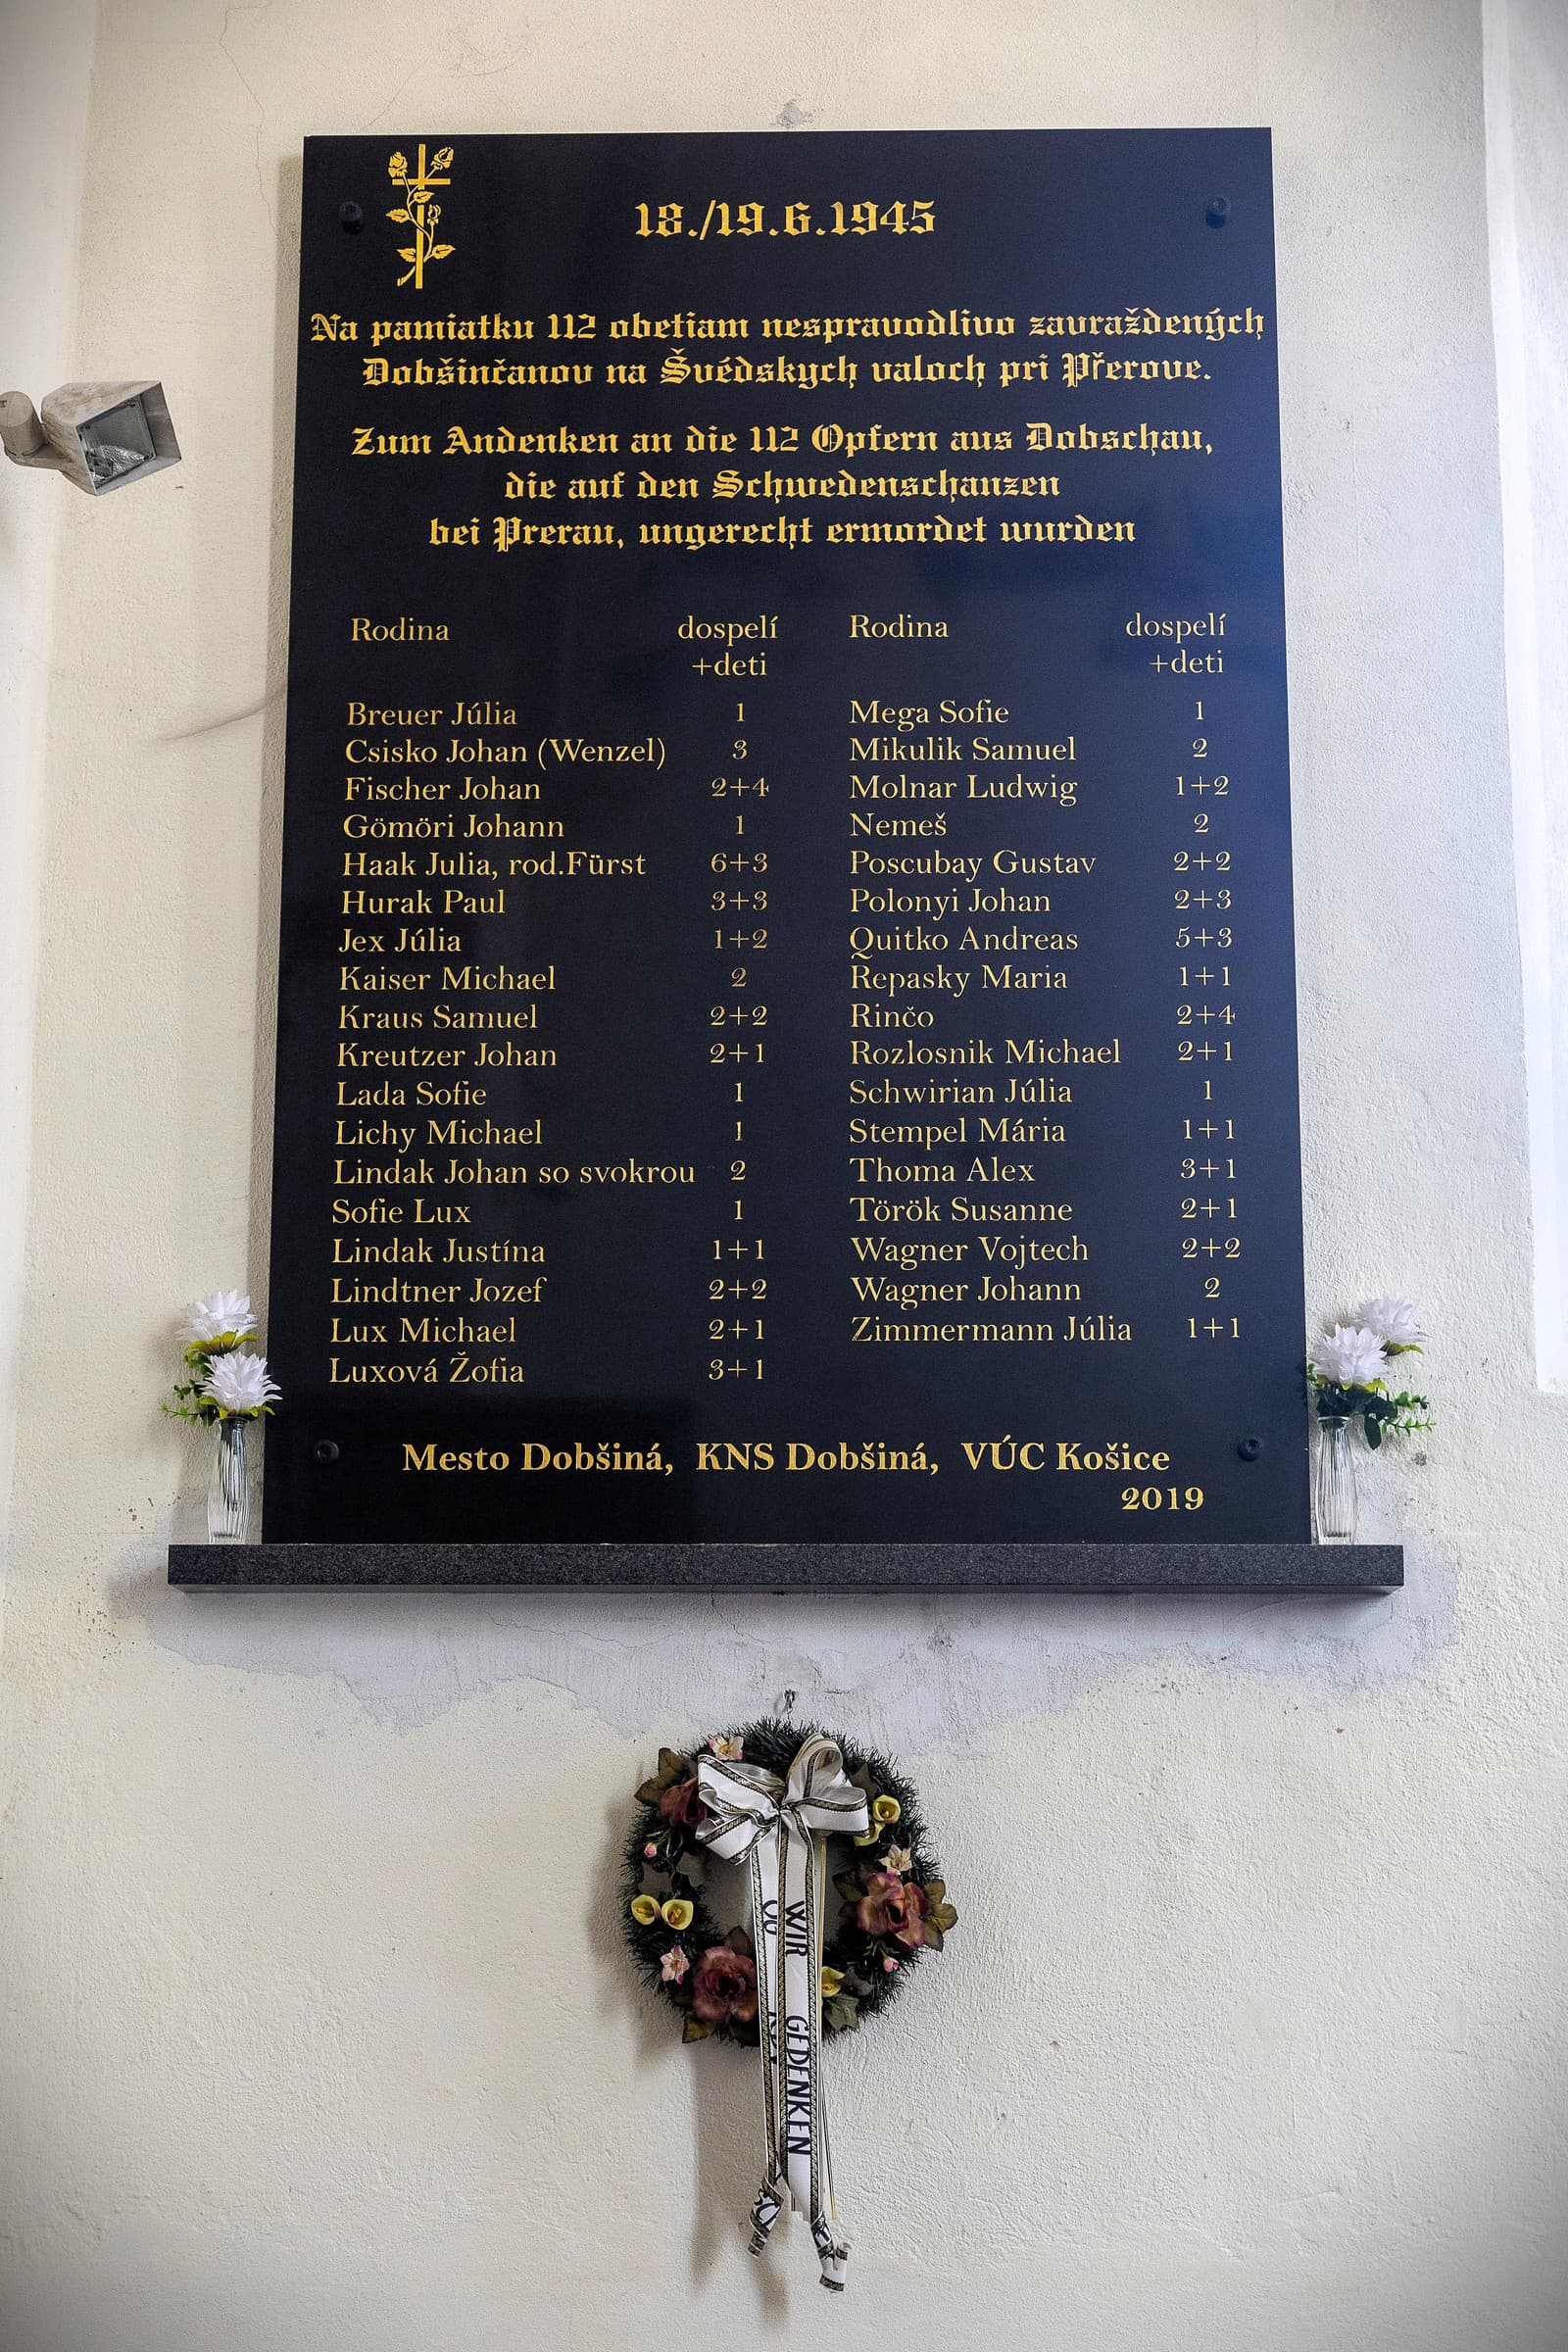 18./19.6.1945
Na pamiatku 112 obetiam nespravodlivo zavraždených
Dobšinčanov na Švédskych valoch pri Přerove.
Zum Andenken an die 112 Opfern aus Dobschau,
die auf den Schwedenschanzen
bei Prerau, ungerecht ermordet wurden
Rodina dospelí
+deti
Breuer Júlia 1
Csisko Johan (Wenzel) 3
Fischer Johan 2+4
Gömöri Johann 1
Haak Julia, rod.Fürst 6+3
Hurak Paul 3+3
Jex Júlia 1+2
Kaiser Michael 2
Kraus Samuel 2+2
Kreutzer Johan 2+1
Lada Sofie 1
Lichy Michael 1
Lindak Johan so svokrou 2
Sofie Lux 1
Lindak Justína 1+1
Lindtner Jozef 2+2
Lux Michael 2+1
Luxová Žofia 3+1
Rodina dospelí
+deti
Mega Sofie 1
Mikulik Samuel 2
Molnar Ludwig 1+2
Nemeš 2
Poscubay Gustav 2+2
Polonyi Johan 2+3
Quitko Andreas 5+3
Repasky Maria 1+1
Rinčo 2+4
Rozlosnik Michael 2+1
Schwirian Júlia 1
Stempel Mária 1+1
Thoma Alex 3+1
Török Susanne 2+1
Wagner Vojtech 2+2
Wagner Johann 2
Zimmermann Júlia 1+1
Mesto Dobšiná, KNS Dobšiná, VÚC Košice
2019
WIR GEDENKEN